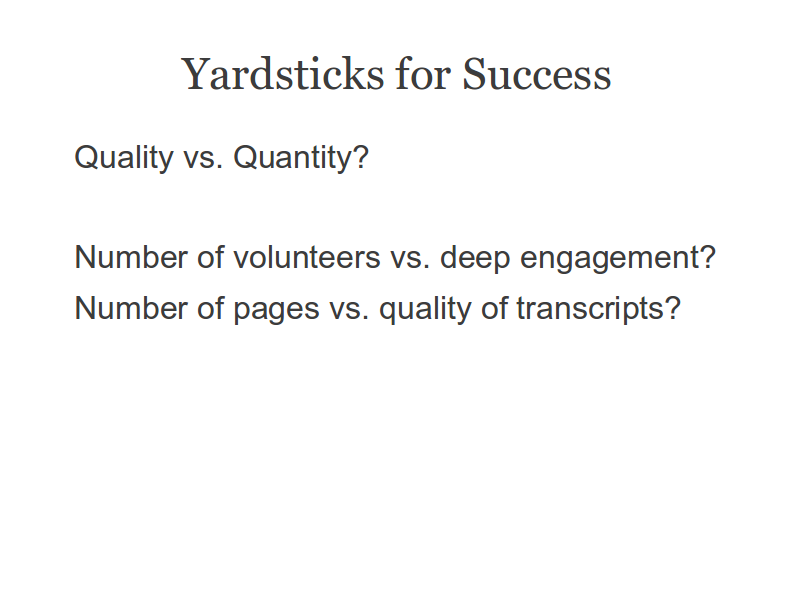 Yardsticks for Success
Quality vs. Quantity?
Number of volunteers vs. deep engagement?
Number of pages vs. quality of transcripts?